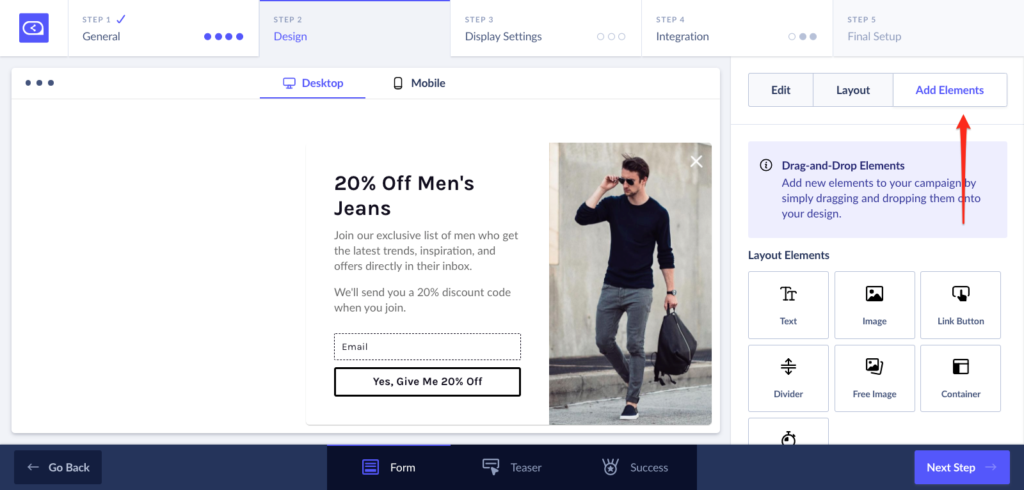 STEP 1
General
STEP 2
Design
STEP 3
Display Settings
STEP 4
Integration
STEP 5
Final Setup
Desktop
Mobile
Edit
Layout
Add Elements
20% Off Men's
Jeans
Join our exclusive list of men who get
the latest trends, inspiration, and
offers directly in their inbox.
We'll send you a 20% discount code
when you join.
Email
Yes, Give Me 20% Off
Drag-and-Drop Elements
Add new elements to your campaign by
simply dragging and dropping them onto
your design.
Layout Elements
Text
Image
Link Button
Divider
Free Image
Container
Go Back
Form
Teaser
Success
Next Step